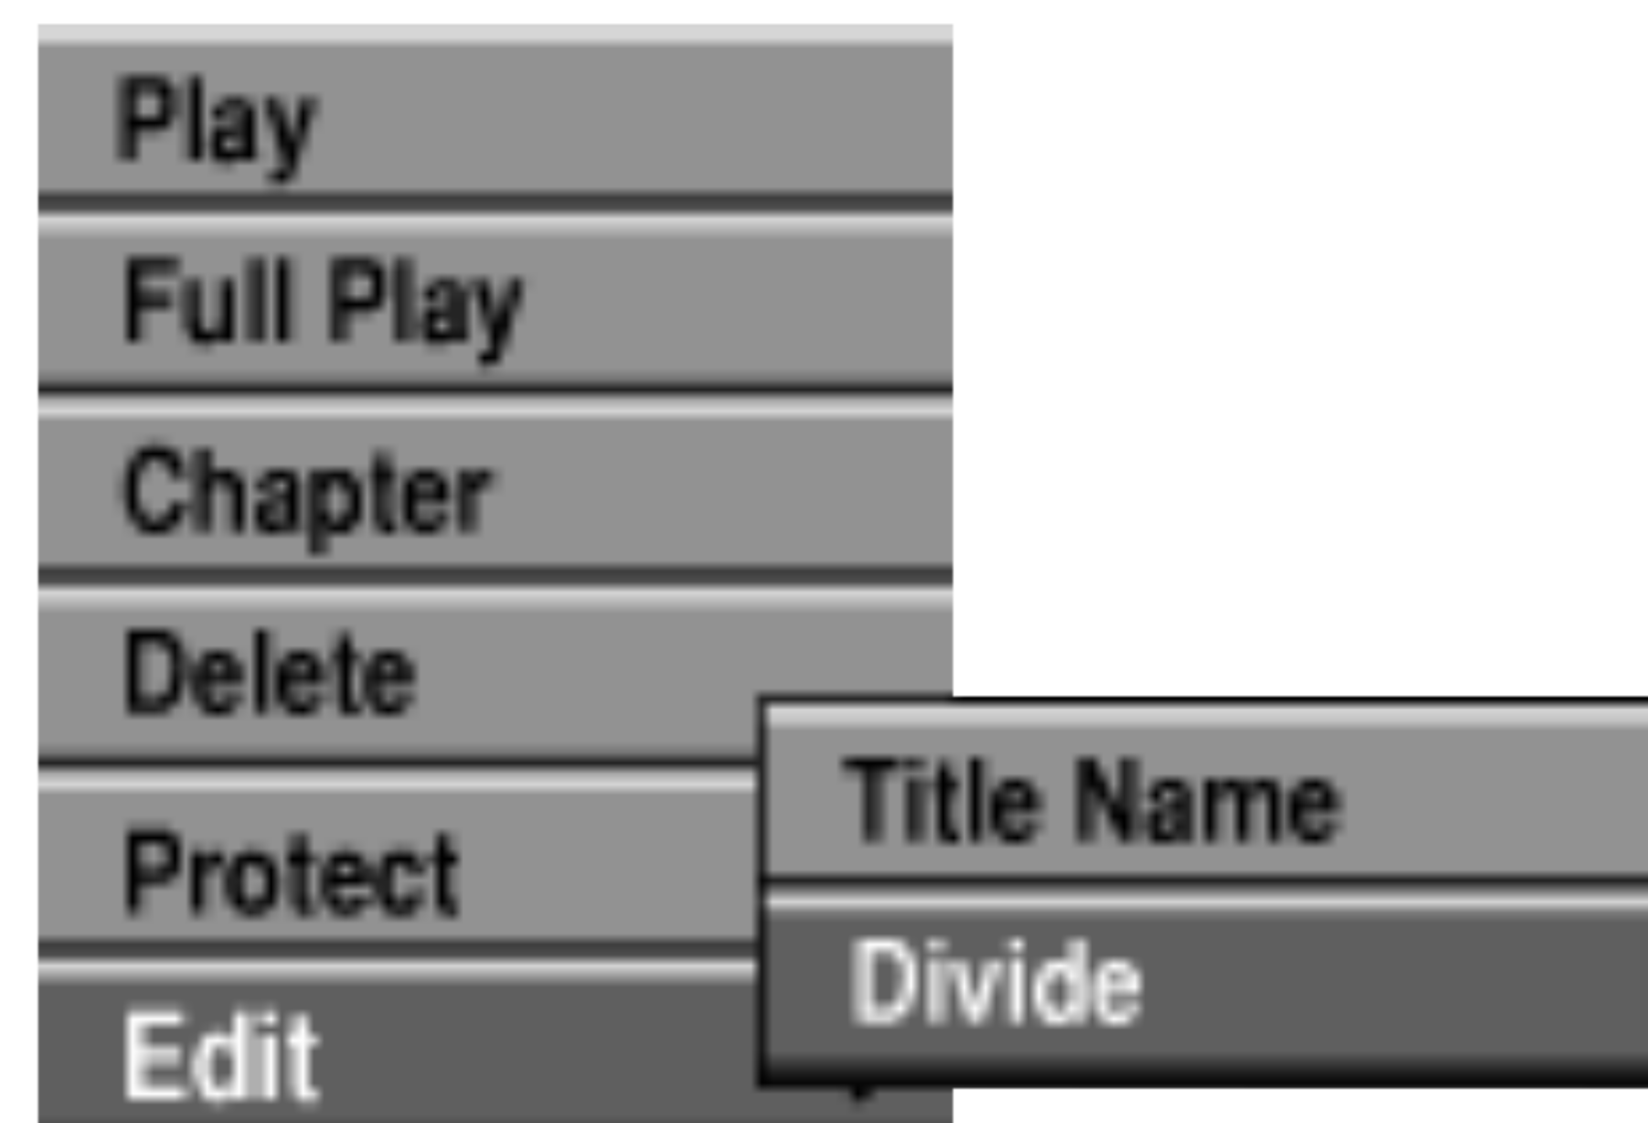 Play
Full Play
Chapter
Delete
Protect
Edit
Title Name
Divide